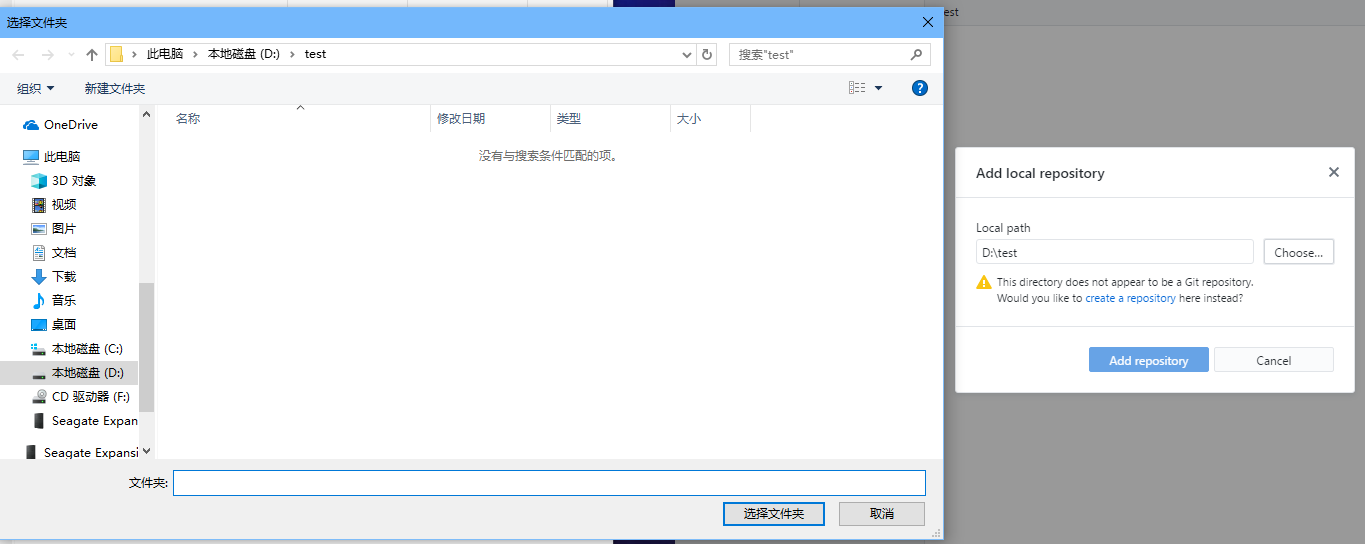 选择文件夹
此电脑 本地磁盘 (D:) test
搜索"test"
组织 新建文件夹
?
OneDrive
此电脑
3D 对象
视频
图片
文档
下载
音乐
桌面
本地磁盘 (C:)
本地磁盘 (D:)
CD 驱动器 (F:)
Seagate Expan
Seagate Expansi
名称 修改日期 类型 大小
没有与搜索条件匹配的项。
文件夹:
选择文件夹 取消
est
Add local repository
Local path
D:\test Choose...
This directory does not appear to be a Git repository.
Would you like to create a repository here instead?
Add repository Cancel